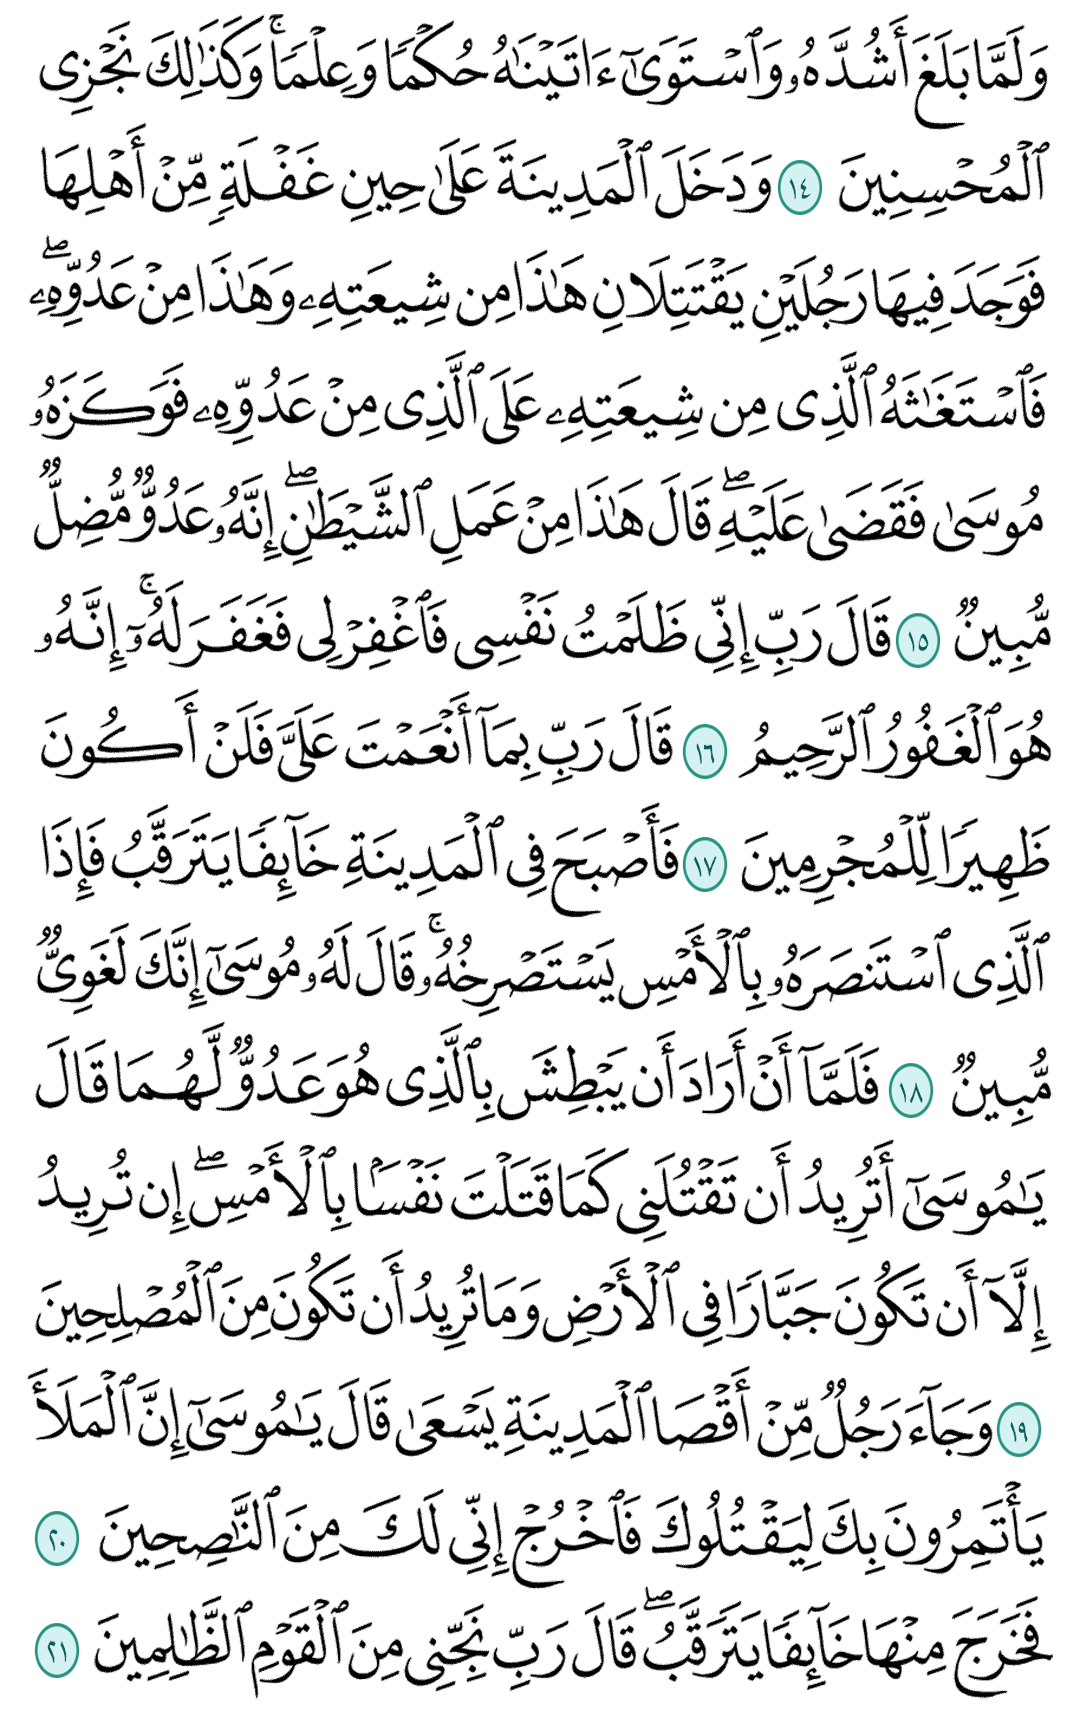 وَلَمَّا بَلَغَ أَشُدَّهُۥ وَٱسۡتَوَىٰٓ ءَاتَيۡنَٰهُ حُكۡمٗا وَعِلۡمٗاۚ وَكَذَٰلِكَ نَجۡزِي
ٱلۡمُحۡسِنِينَ ١٤ وَدَخَلَ ٱلۡمَدِينَةَ عَلَىٰ حِينِ غَفۡلَةٖ مِّنۡ أَهۡلِهَا
فَوَجَدَ فِيهَا رَجُلَيۡنِ يَقۡتَتِلَانِ هَٰذَا مِن شِيعَتِهِۦ وَهَٰذَا مِنۡ عَدُوِّهِۦۖ
فَٱسۡتَغَٰثَهُ ٱلَّذِي مِن شِيعَتِهِۦ عَلَى ٱلَّذِي مِنۡ عَدُوِّهِۦ فَوَكَزَهُۥ
مُوسَىٰ فَقَضَىٰ عَلَيۡهِۖ قَالَ هَٰذَا مِنۡ عَمَلِ ٱلشَّيۡطَٰنِۖ إِنَّهُۥ عَدُوّٞ مُّضِلّٞ
مُّبِينٞ ١٥ قَالَ رَبِّ إِنِّي ظَلَمۡتُ نَفۡسِي فَٱغۡفِرۡ لِي فَغَفَرَ لَهُۥٓۚ إِنَّهُۥ
هُوَ ٱلۡغَفُورُ ٱلرَّحِيمُ ١٦ قَالَ رَبِّ بِمَآ أَنۡعَمۡتَ عَلَيَّ فَلَنۡ أَكُونَ
ظَهِيرٗا لِّلۡمُجۡرِمِينَ ١٧ فَأَصۡبَحَ فِي ٱلۡمَدِينَةِ خَآئِفٗا يَتَرَقَّبُ فَإِذَا
ٱلَّذِي ٱسۡتَنصَرَهُۥ بِٱلۡأَمۡسِ يَسۡتَصۡرِخُهُۥۚ قَالَ لَهُۥ مُوسَىٰٓ إِنَّكَ لَغَوِيّٞ
مُّبِينٞ ١٨ فَلَمَّآ أَنۡ أَرَادَ أَن يَبۡطِشَ بِٱلَّذِي هُوَ عَدُوّٞ لَّهُمَا قَالَ
يَٰمُوسَىٰٓ أَتُرِيدُ أَن تَقۡتُلَنِي كَمَا قَتَلۡتَ نَفۡسَۢا بِٱلۡأَمۡسِۖ إِن تُرِيدُ
إِلَّآ أَن تَكُونَ جَبَّارٗا فِي ٱلۡأَرۡضِ وَمَا تُرِيدُ أَن تَكُونَ مِنَ ٱلۡمُصۡلِحِينَ
١٩ وَجَآءَ رَجُلٞ مِّنۡ أَقۡصَا ٱلۡمَدِينَةِ يَسۡعَىٰ قَالَ يَٰمُوسَىٰٓ إِنَّ ٱلۡمَلَأَ
يَأۡتَمِرُونَ بِكَ لِيَقۡتُلُوكَ فَٱخۡرُجۡ إِنِّي لَكَ مِنَ ٱلنَّٰصِحِينَ ٢٠
فَخَرَجَ مِنۡهَا خَآئِفٗا يَتَرَقَّبُۖ قَالَ رَبِّ نَجِّنِي مِنَ ٱلۡقَوۡمِ ٱلظَّٰلِمِينَ ٢١